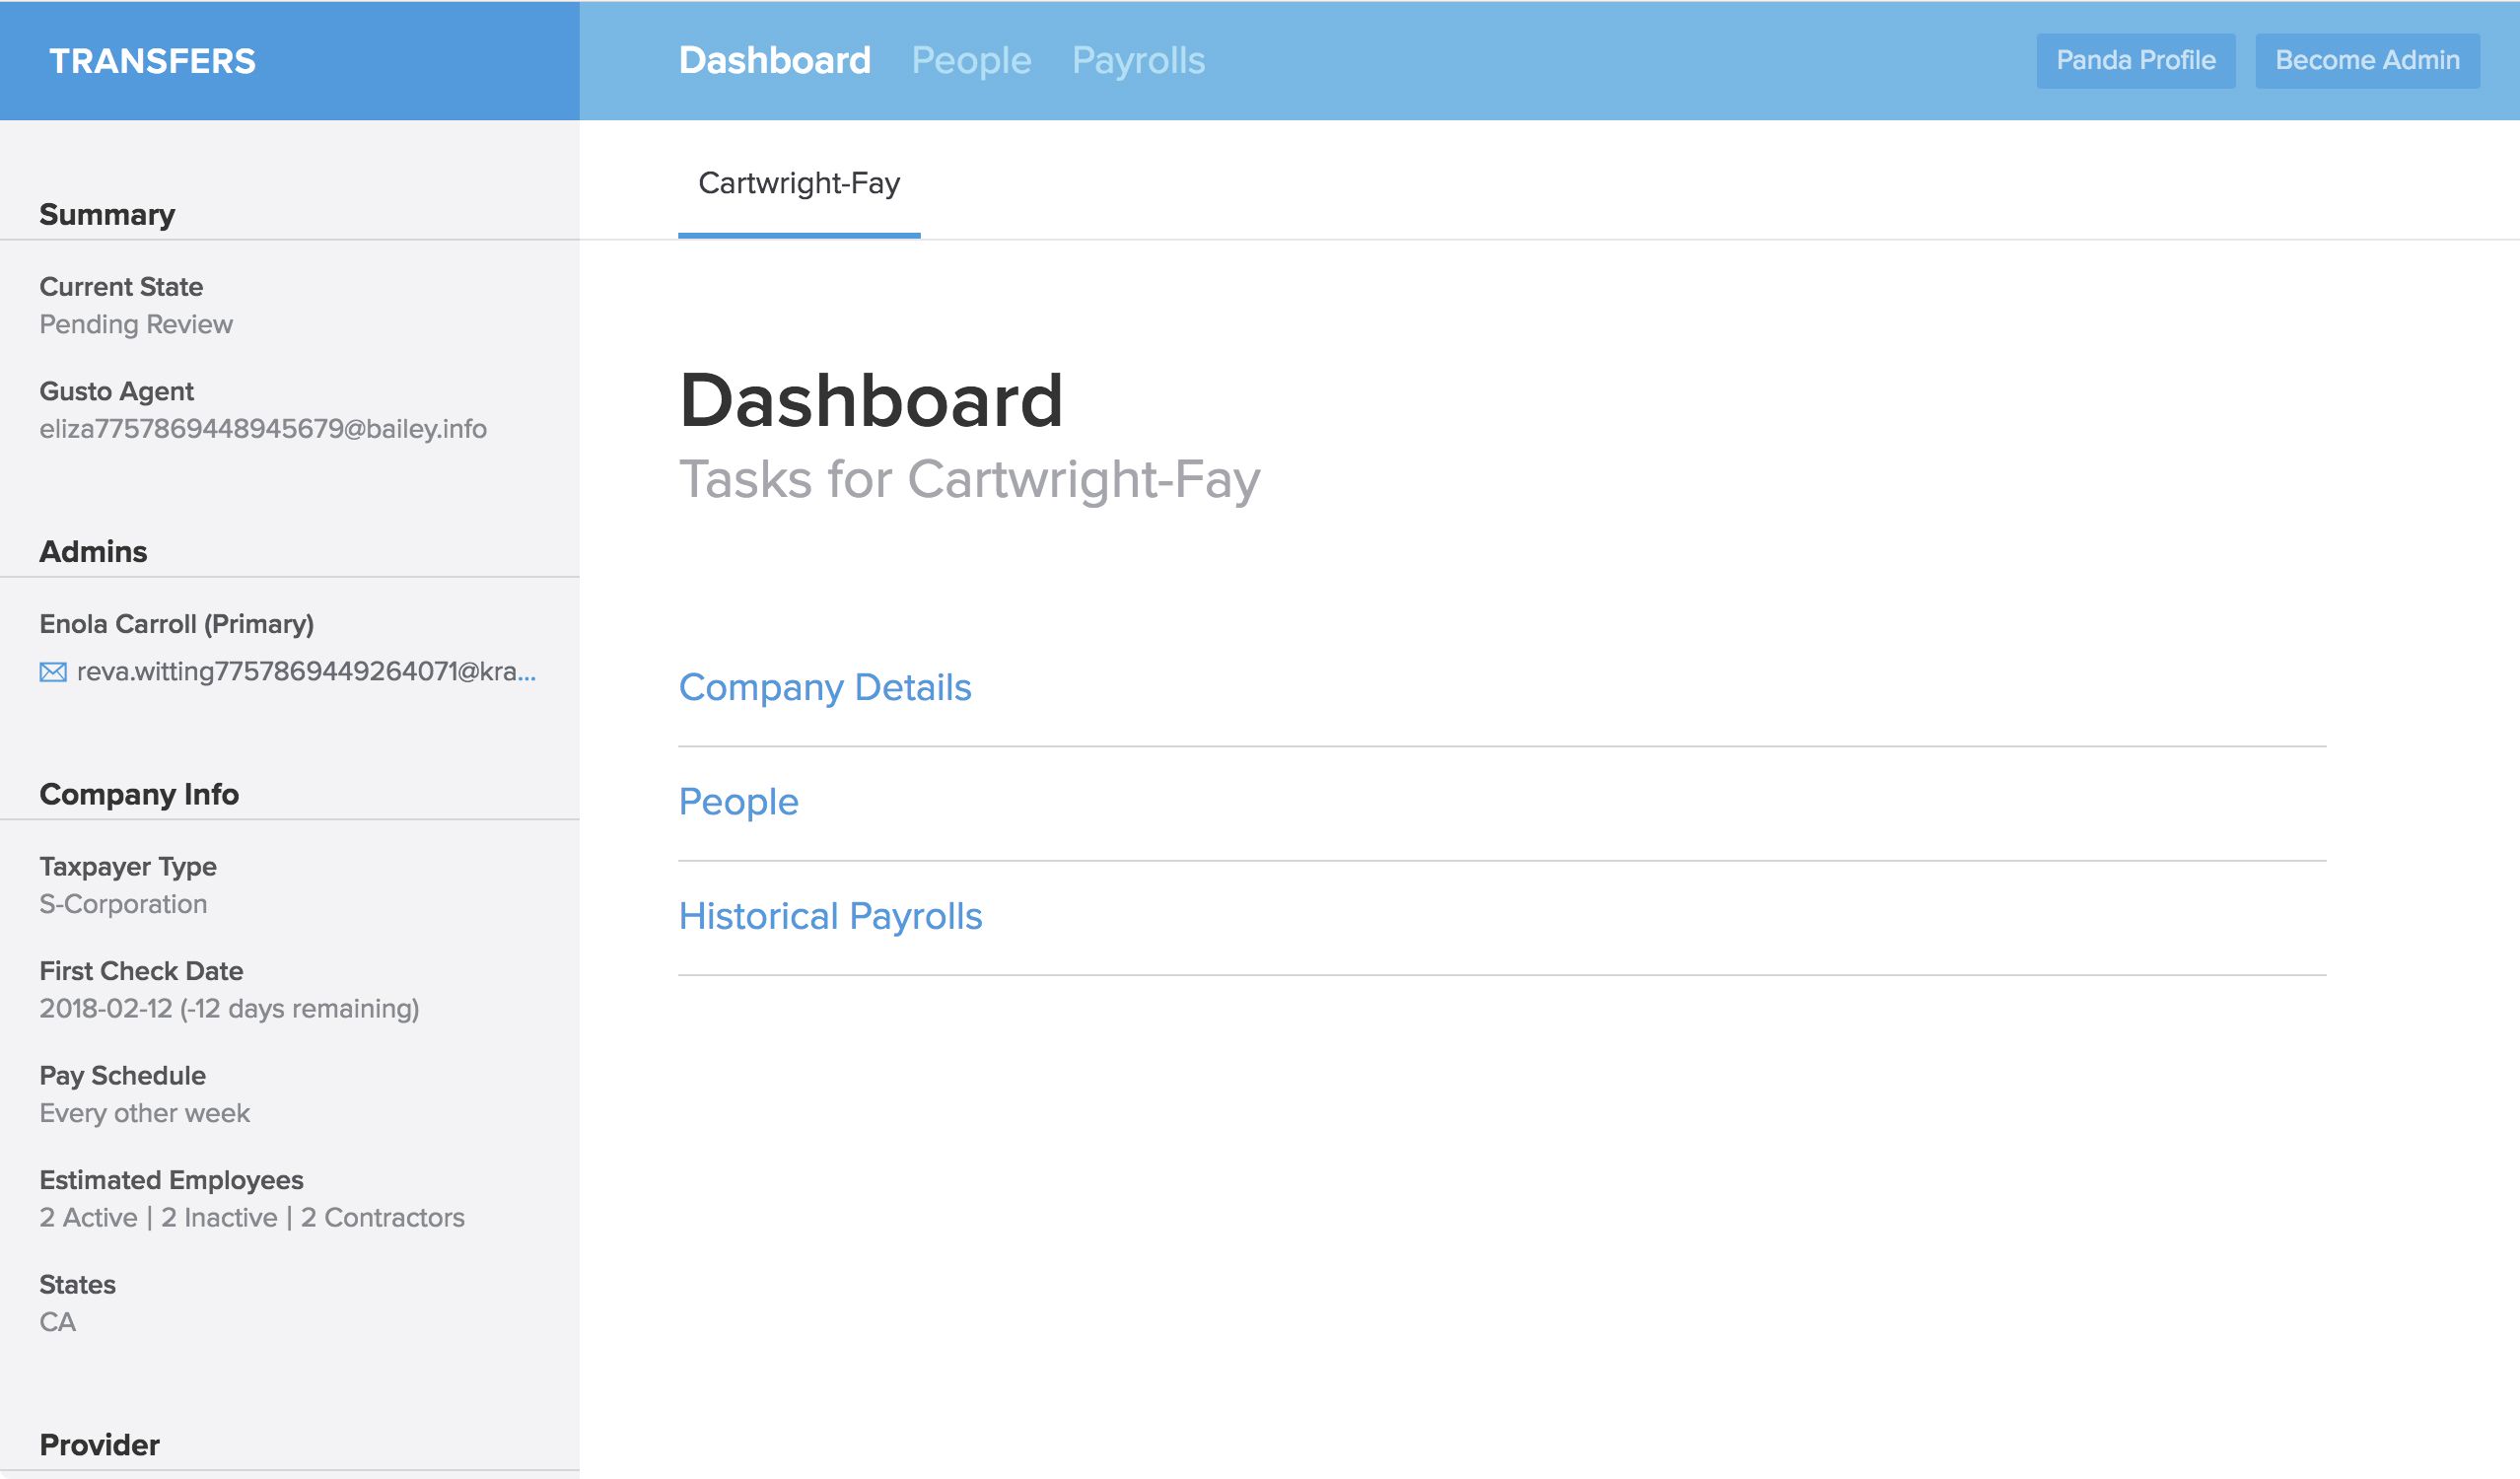 TRANSFERS
Dashboard People Payrolls
Panda Profile Become Admin
Summary
Current State
Pending Review
Gusto Agent
eliza7757869448945679@bailey.info
Admins
Enola Carroll (Primary)
reva.witting7757869449264071@kra...
Company Info
Taxpayer Type
S-Corporation
First Check Date
2018-02-12 (-12 days remaining)
Pay Schedule
Every other week
Estimated Employees
2 Active | 2 Inactive | 2 Contractors
States
CA
Provider
Cartwright-Fay
Dashboard
Tasks for Cartwright-Fay
Company Details
People
Historical Payrolls